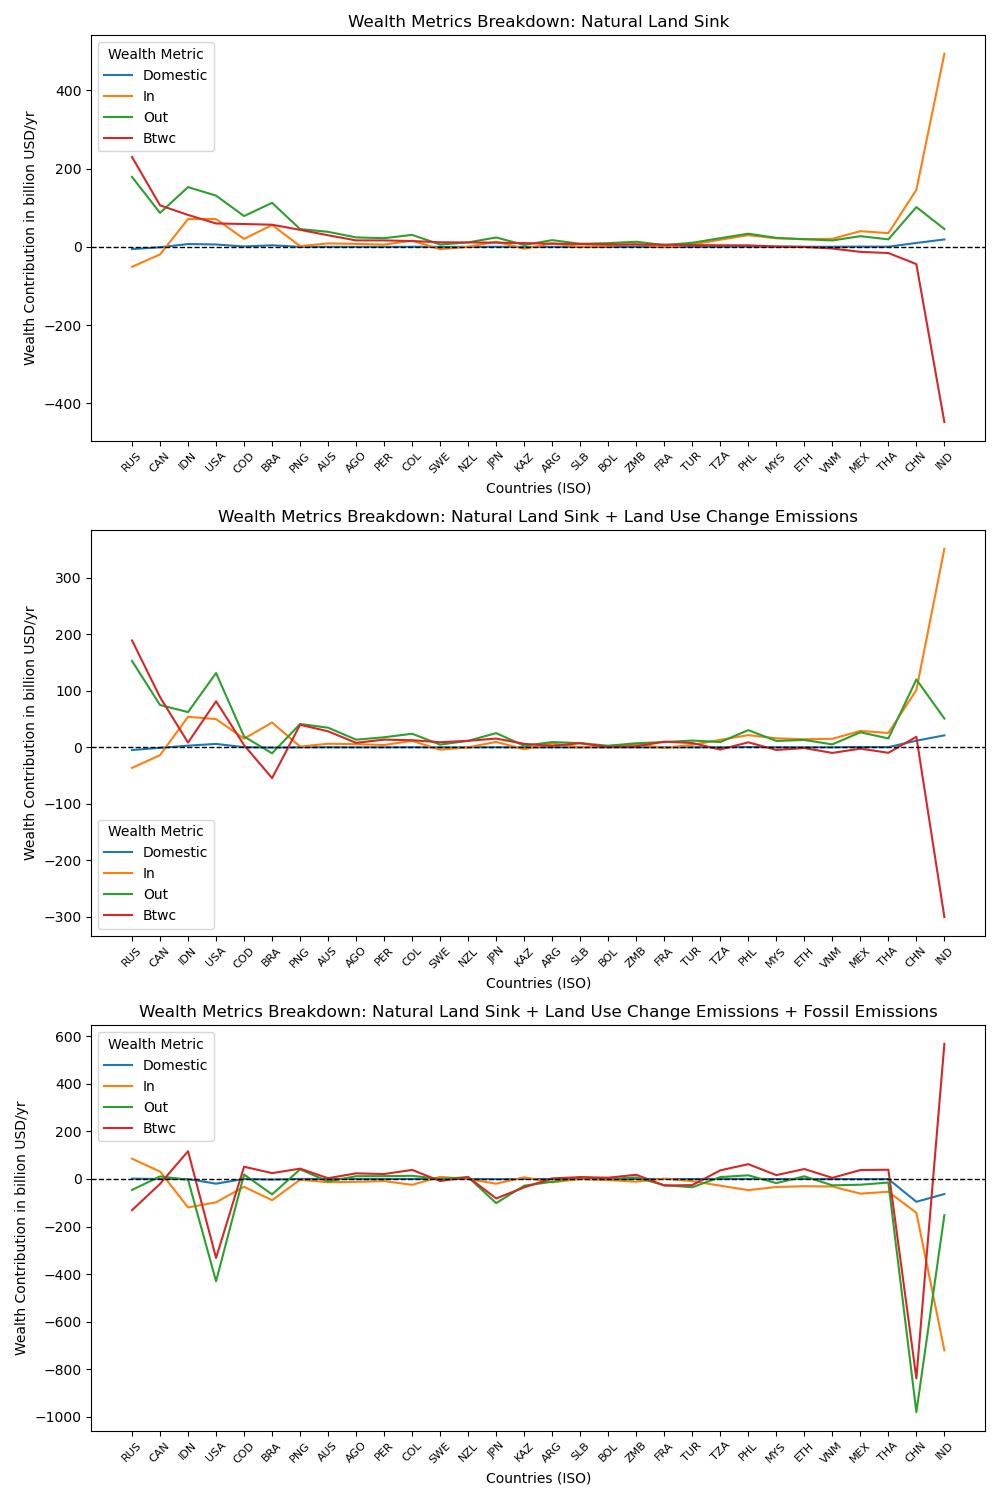 Wealth Metrics Breakdown: Natural Land Sink
Wealth Metric
Domestic
In
Out
Btwc
Wealth Contribution in billion USD/yr
400
200
0
−200
−400
RUS CAN IDN USA COD BRA PNG AUS AGO PER COL SWE NZL JPN KAZ ARG SLB BOL ZMB FRA TUR TZA PHL MYS ETH VNM MEX THA CHN IND
Countries (ISO)
Wealth Metrics Breakdown: Natural Land Sink + Land Use Change Emissions
Wealth Contribution in billion USD/yr
300
200
100
0
−100
−200
−300
Wealth Metric
Domestic
In
Out
Btwc
RUS CAN IDN USA COD BRA PNG AUS AGO PER COL SWE NZL JPN KAZ ARG SLB BOL ZMB FRA TUR TZA PHL MYS ETH VNM MEX THA CHN IND
Countries (ISO)
Wealth Metrics Breakdown: Natural Land Sink + Land Use Change Emissions + Fossil Emissions
Wealth Metric
Domestic
In
Out
Btwc
Wealth Contribution in billion USD/yr
600
400
200
0
−200
−400
−600
−800
−1000
RUS CAN IDN USA COD BRA PNG AUS AGO PER COL SWE NZL JPN KAZ ARG SLB BOL ZMB FRA TUR TZA PHL MYS ETH VNM MEX THA CHN IND
Countries (ISO)